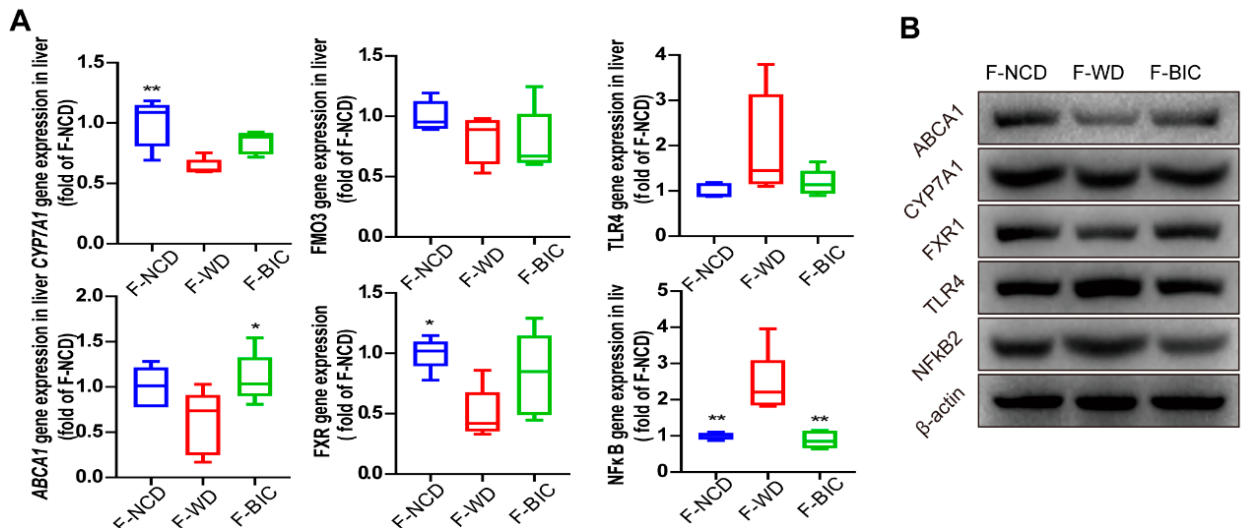 A
CYP7A1 gene expression in liver
(fold of F-NCD)
1.5
1.0
0.5
0.0
**
F-NCD
F-WD
F-BIC
FMO3 gene expression in liver
(fold of F-NCD)
1.5
1.0
0.5
0.0
F-NCD
F-WD
F-BIC
TLR4 gene expression in liver
(fold of F-NCD)
4
3
2
1
0
F-NCD
F-WD
F-BIC
ABCA1 gene expression in liver
(fold of F-NCD)
2.0
1.5
1.0
0.5
0.0
*
F-NCD
F-WD
F-BIC
FXR gene expression
( fold of F-NCD)
1.5
1.0
0.5
0.0
*
F-NCD
F-WD
F-BIC
NFκ B gene expression in liv
( fold of F-NCD)
5
4
3
2
1
0
**
**
F-NCD
F-WD
F-BIC
B
F-NCD F-WD F-BIC
ABCA1
CYP7A1
FXR1
TLR4
NFkB2
β-actin